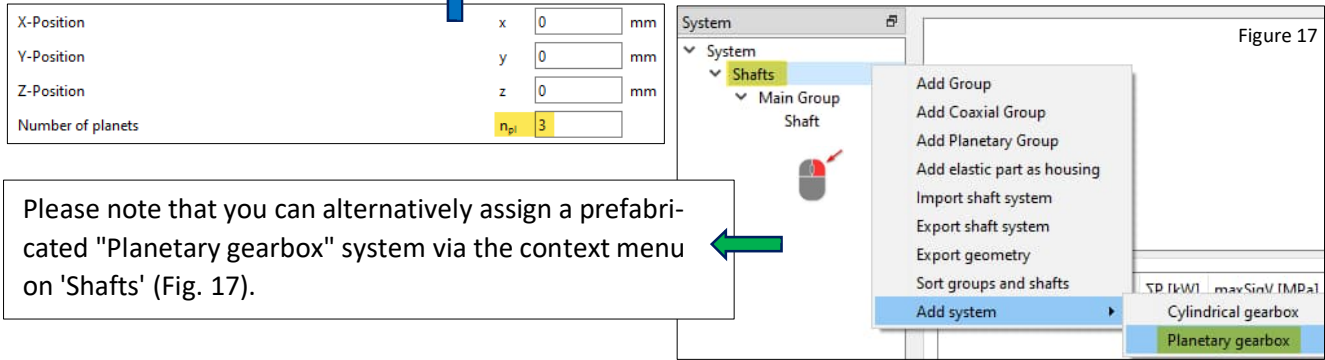 X-Position x 0 mm
Y-Position y 0 mm
Z-Position z 0 mm
Number of planets npl 3
Please note that you can alternatively assign a prefabri-
cated "Planetary gearbox" system via the context menu
on 'Shafts' (Fig. 17).
System
Figure 17
System
Shafts
Main Group
Shaft
Add Group
Add Coaxial Group
Add Planetary Group
Add elastic part as housing
Import shaft system
Export shaft system
Export geometry
Sort groups and shafts
Add system
ΣP [kW] maxSigV [MPa]
Cylindrical gearbox
Planetary gearbox